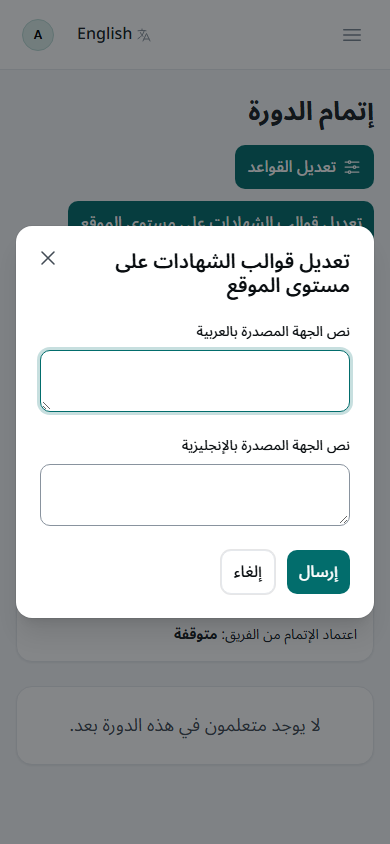 A
English
إتمام الدورة
تعديل القواعد
تعديل قوالب الشهادات على مستوى الموقع
تعديل قوالب الشهادات على
مستوى الموقع
نص الجهة المصدرة بالعربية
نص الجهة المصدرة بالإنجليزية
إرسال
إلغاء
اعتماد الإتمام من الفريق: متوقفة
لا يوجد متعلمون في هذه الدورة بعد.